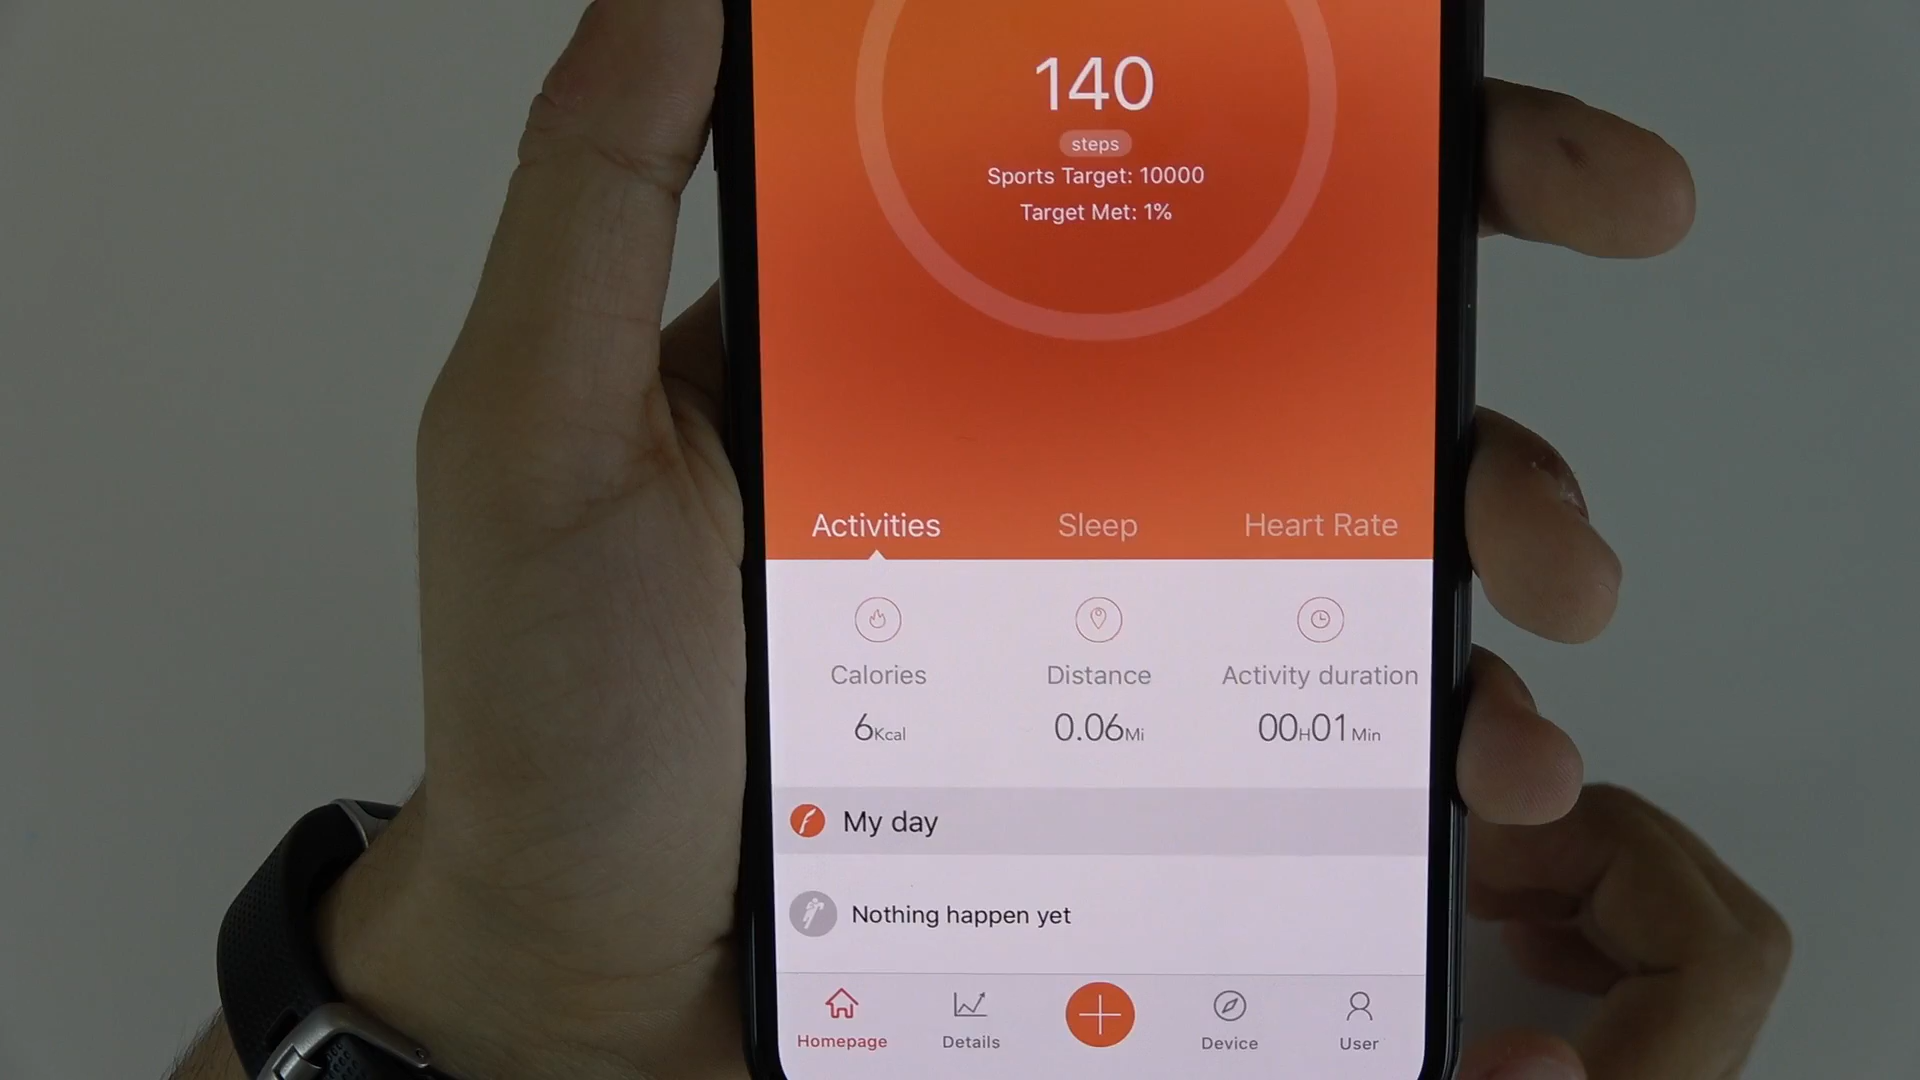 140
steps
Sports Target: 10000
Target Met: 1%
Activities Sleep Heart Rate
Calories Distance Activity duration
6Kcal 0.06Mi 00H01Min
My day
Nothing happen yet
Homepage Details Device User